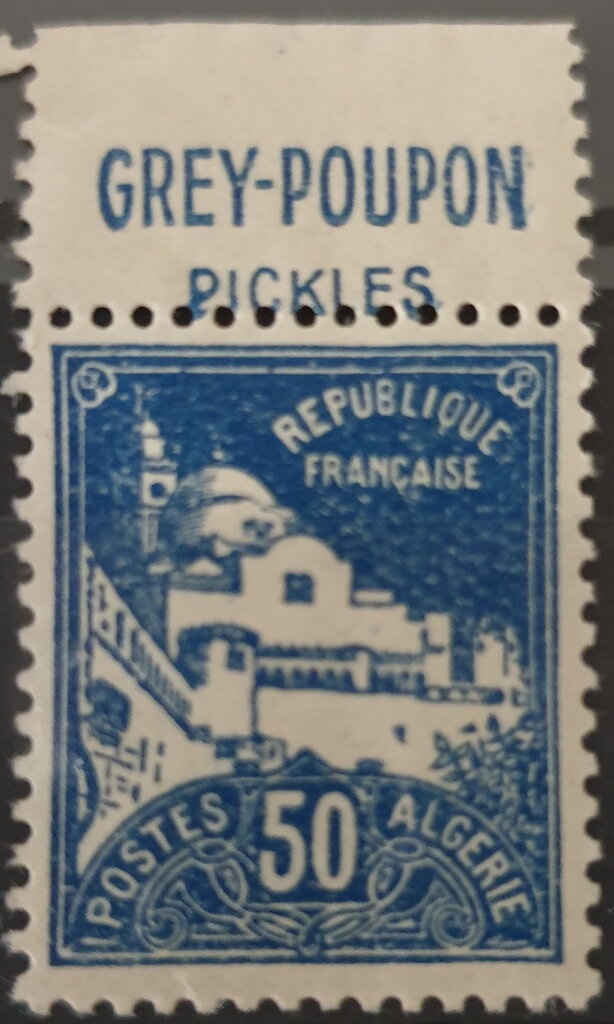 GREY-POUPON
PICKLES
REPUBLIQUE
FRANÇAISE
POSTES 50 ALGERIE